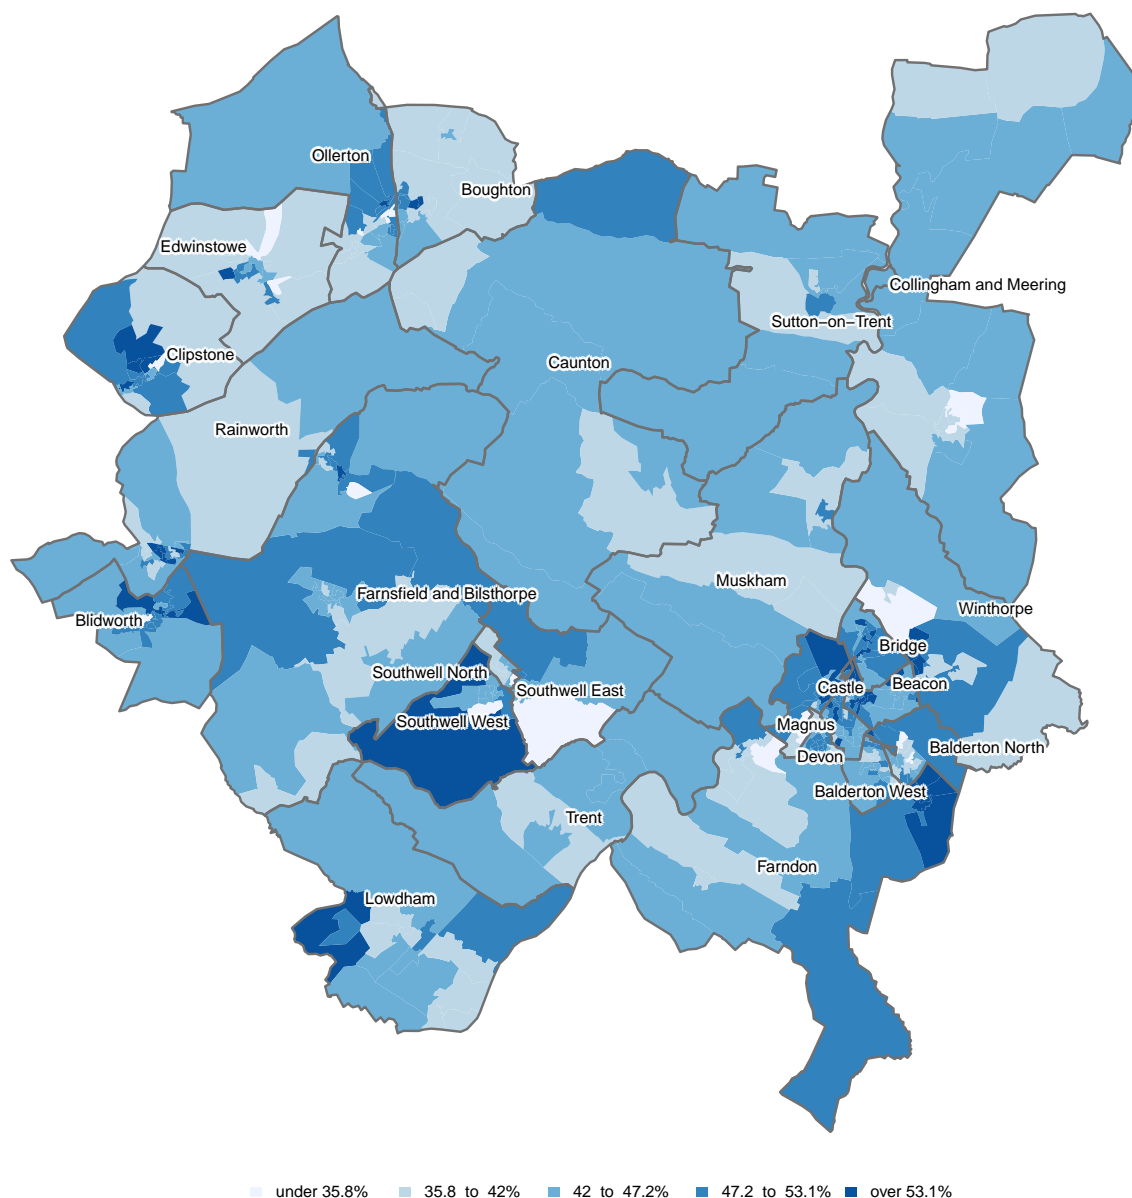 Ollerton
Boughton
Edwinstowe
Collingham and Meering
Sutton−on−Trent
Clipstone
Caunton
Rainworth
Muskham
Farnsfield and Bilsthorpe
Winthorpe
Blidworth
Bridge
Southwell North
Beacon
Castle
Southwell East
Southwell West
Magnus
Balderton North
Devon
Balderton West
Trent
Farndon
Lowdham
under 35.8% 35.8 to 42% 42 to 47.2% 47.2 to 53.1% over 53.1%